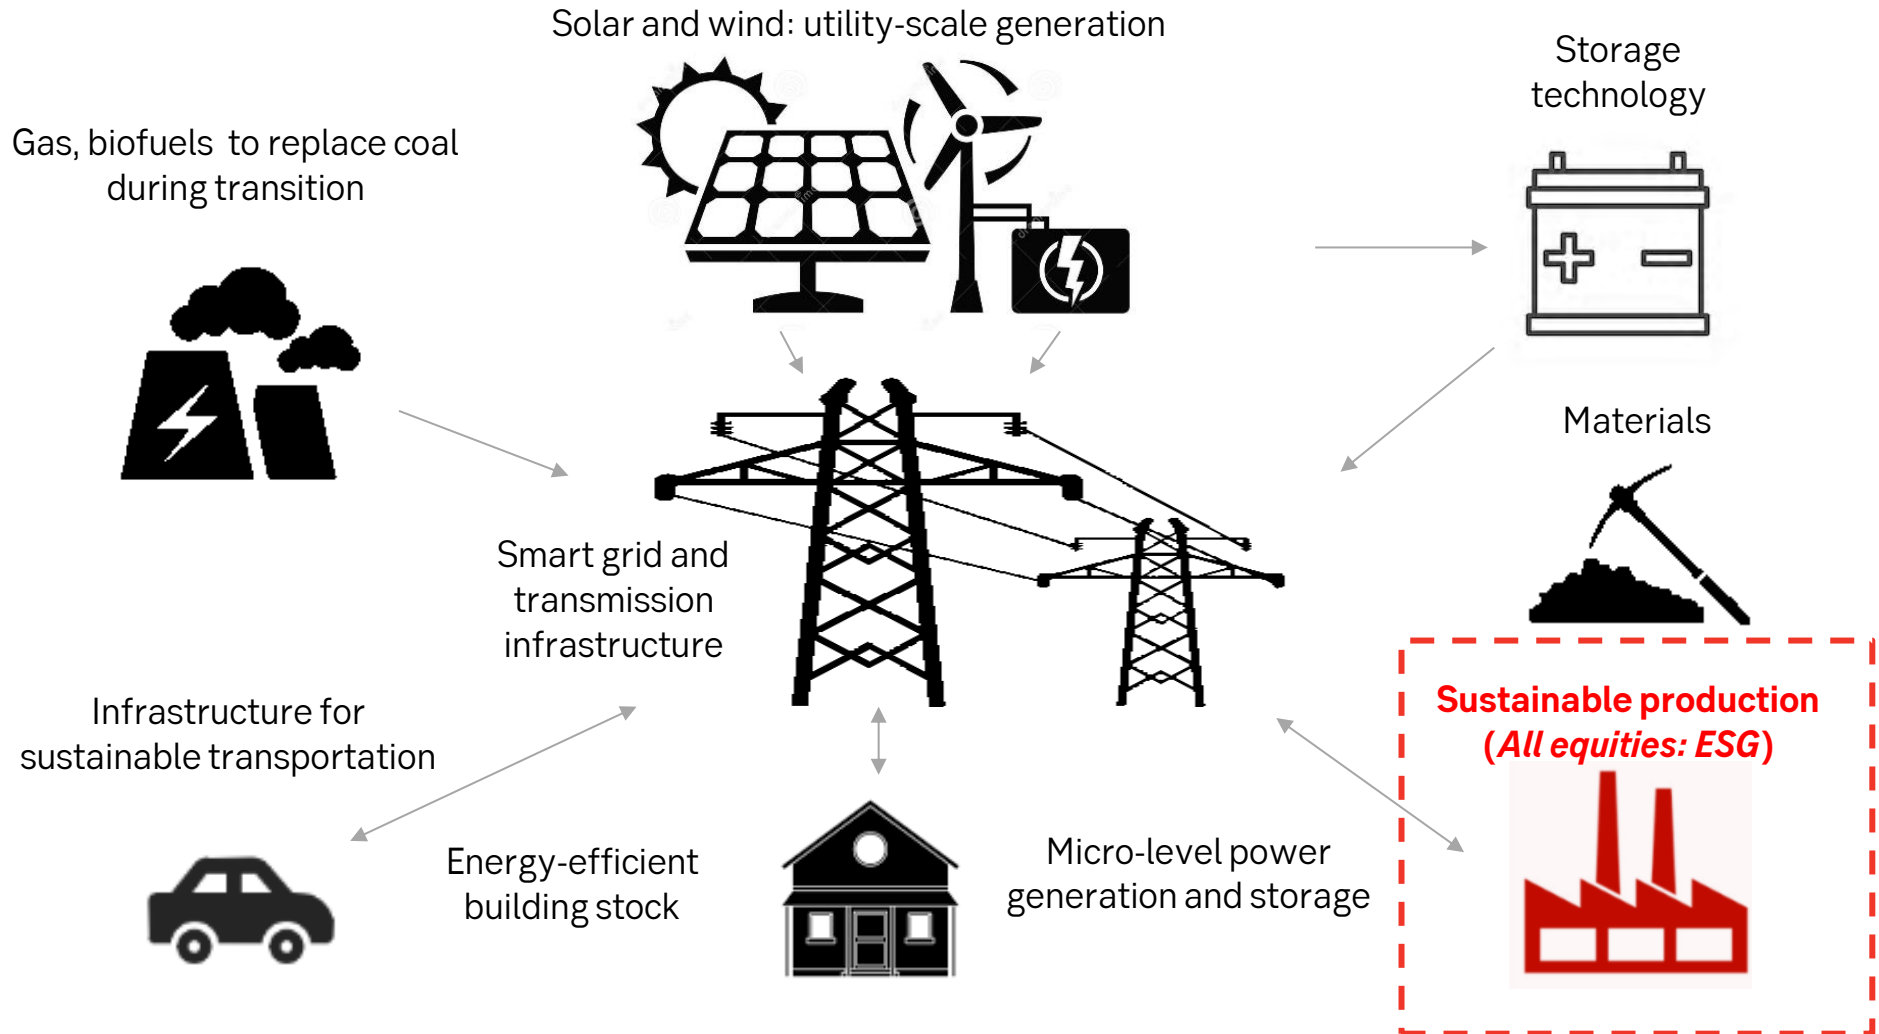 Solar and wind: utility-scale generation
Storage
technology
Gas, biofuels  to replace coal
during transition
Materials
Smart grid and
transmission
infrastructure
Sustainable production
(All equities: ESG)
Infrastructure for
sustainable transportation
Energy-efficient
building stock
Micro-level power
generation and storage